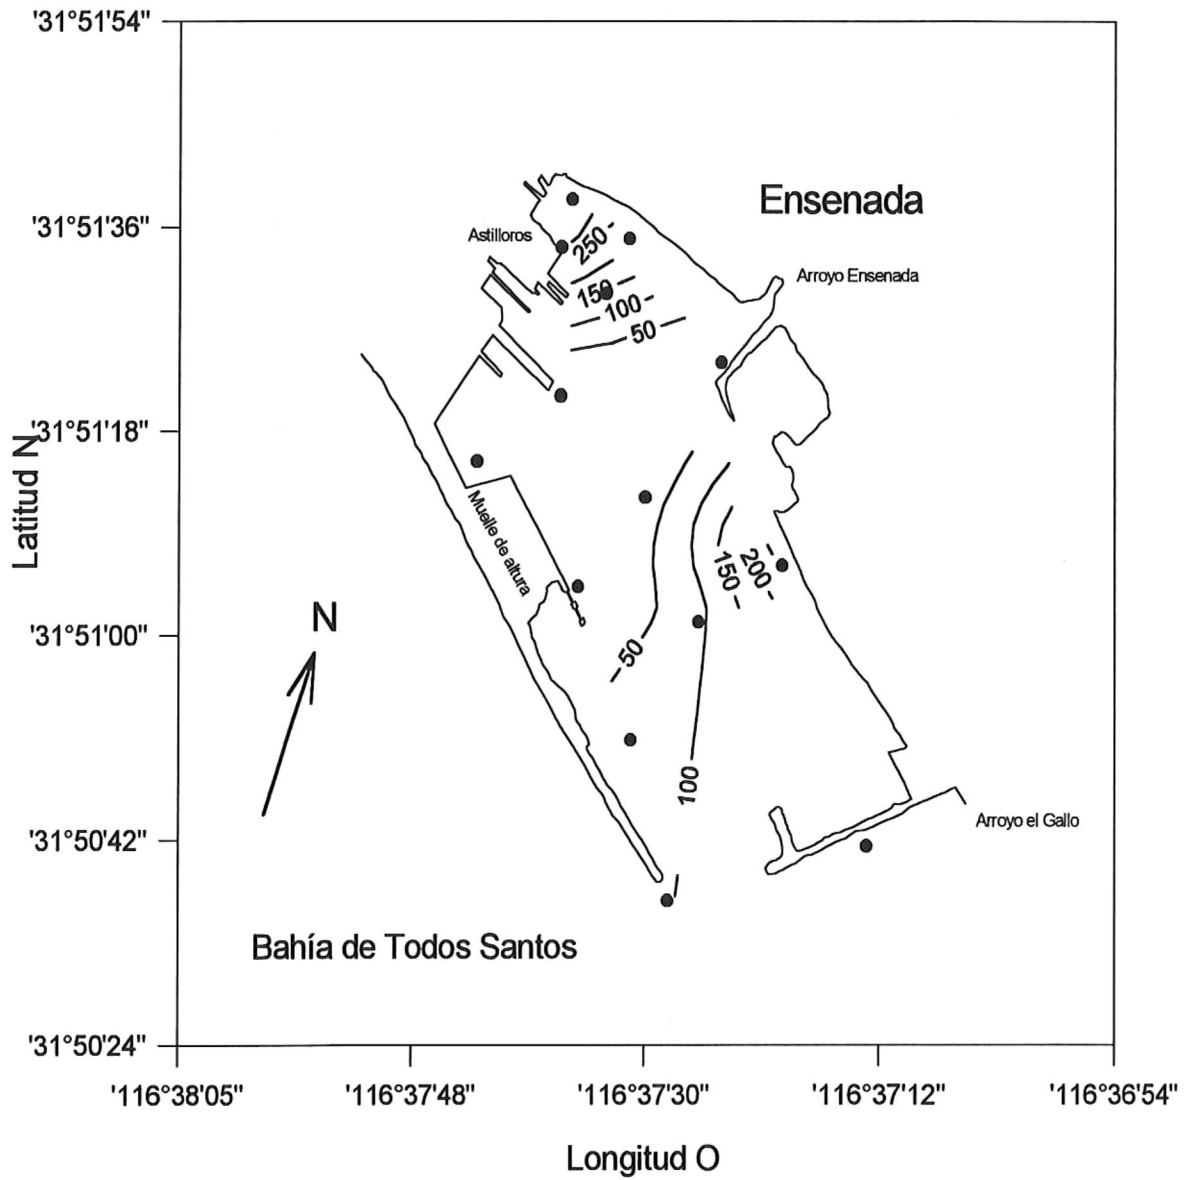 '31°51'54"
Ensenada
'31°51'36"
Astilloros
250
Arroyo Ensenada
150
100
50
'31°51'18"
Latitud N
Muelle de altura
200
150
N
'31°51'00"
50
100
Arroyo el Gallo
'31°50'42"
Bahía de Todos Santos
'31°50'24"
'116°38'05"
'116°37'48"
'116°37'30"
'116°37'12"
'116°36'54"
Longitud O